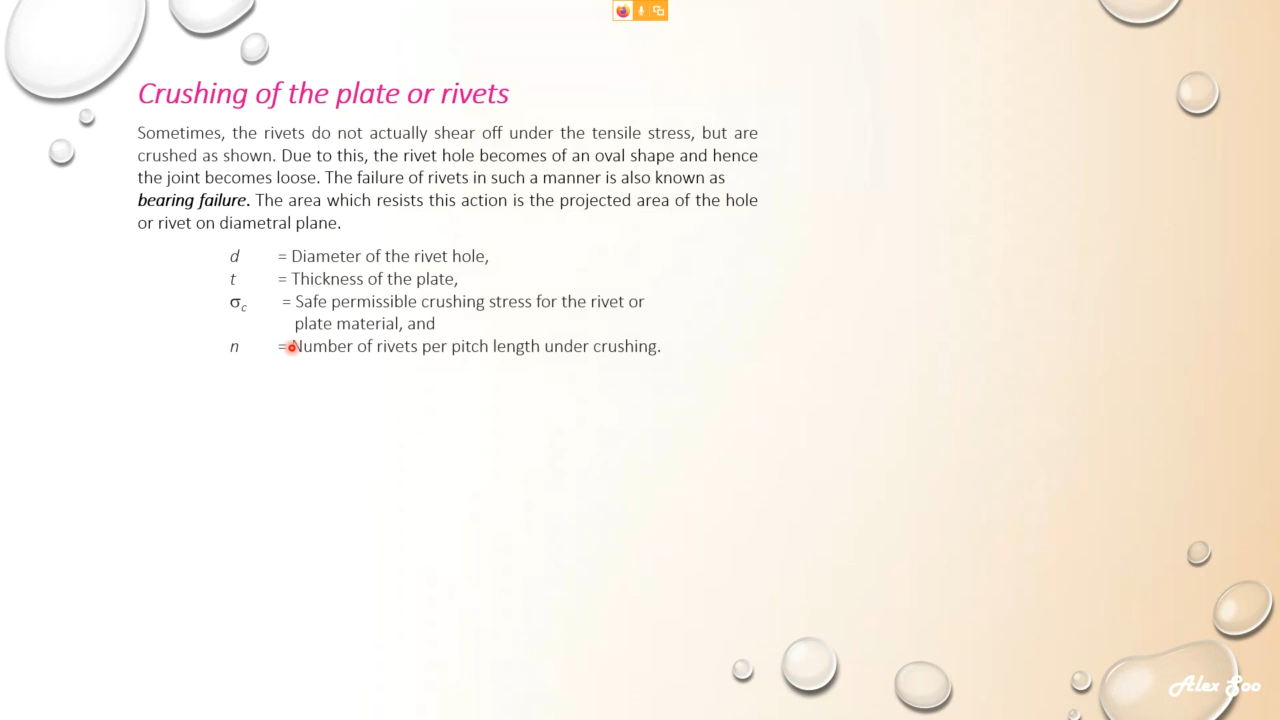 Crushing of the plate or rivets
Sometimes, the rivets do not actually shear off under the tensile stress, but are
crushed as shown. Due to this, the rivet hole becomes of an oval shape and hence
the joint becomes loose. The failure of rivets in such a manner is also known as
bearing failure. The area which resists this action is the projected area of the hole
or rivet on diametral plane.
d = Diameter of the rivet hole,
t = Thickness of the plate,
σc = Safe permissible crushing stress for the rivet or
plate material, and
n = Number of rivets per pitch length under crushing.
Alex Soo